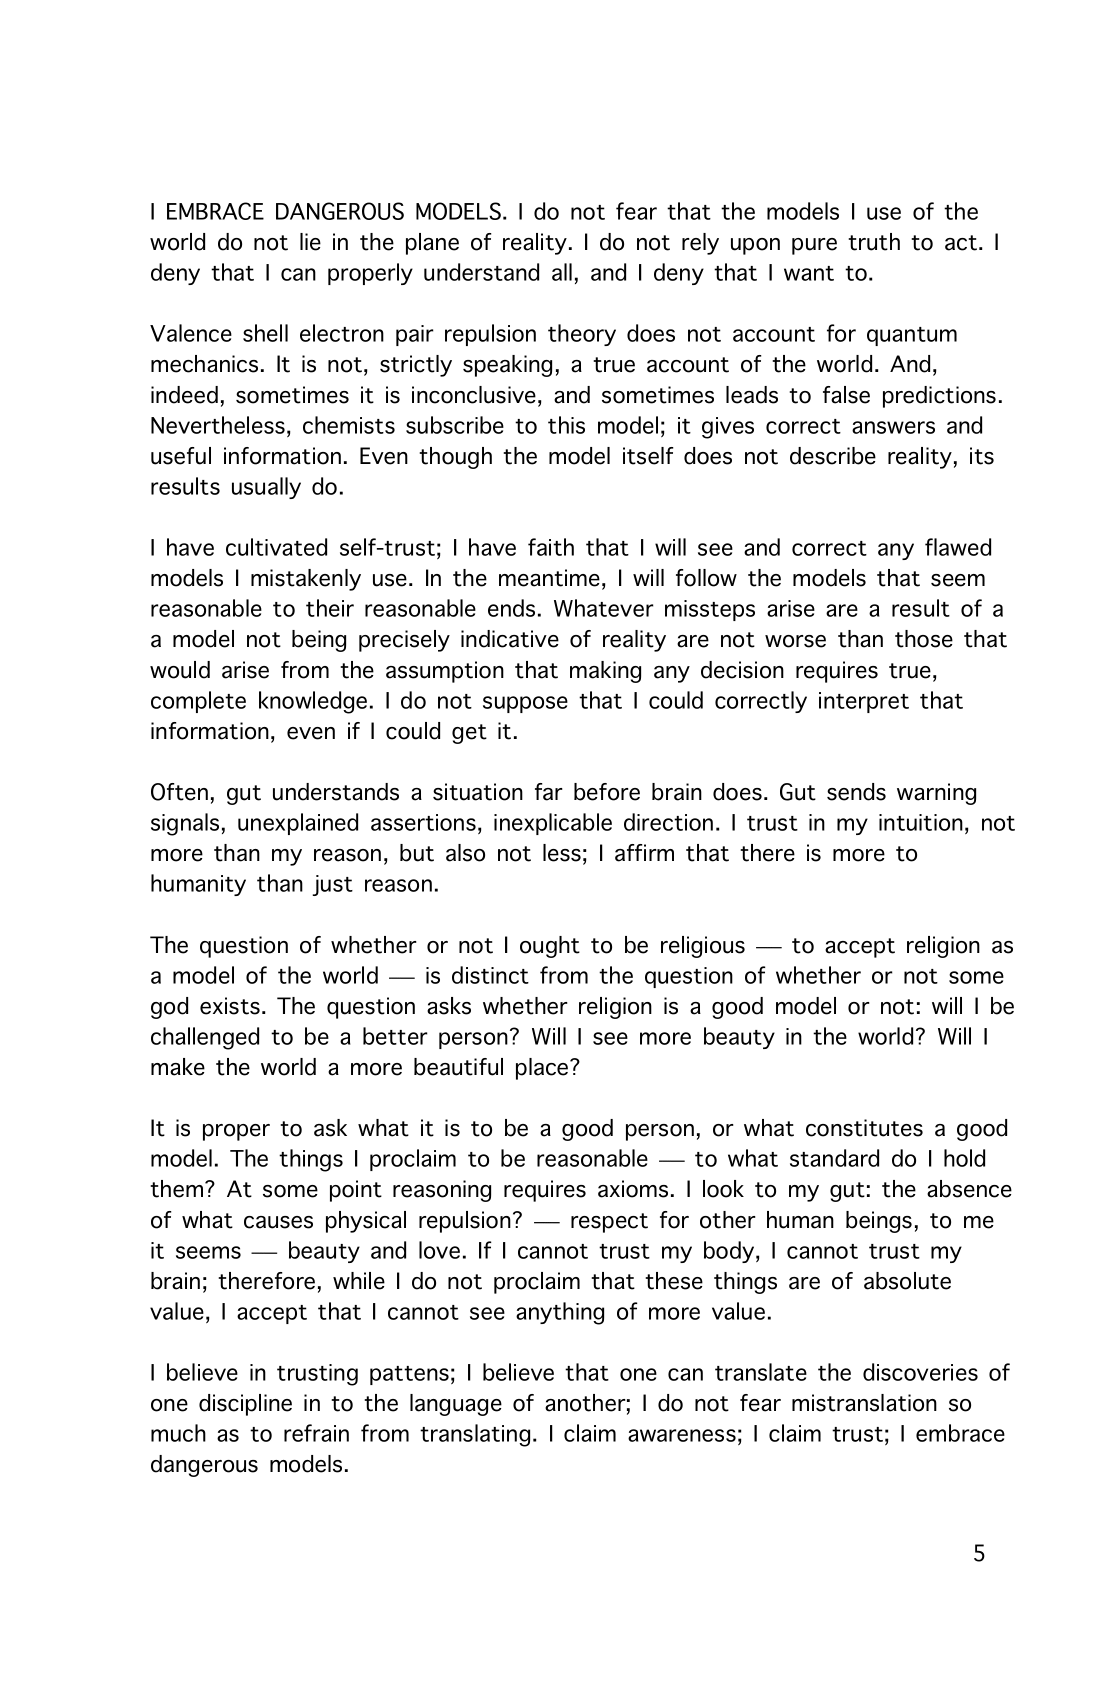 I EMBRACE DANGEROUS MODELS. I do not fear that the models I use of the
world do not lie in the plane of reality. I do not rely upon pure truth to act. I
deny that I can properly understand all, and I deny that I want to.
Valence shell electron pair repulsion theory does not account for quantum
mechanics. It is not, strictly speaking, a true account of the world. And,
indeed, sometimes it is inconclusive, and sometimes leads to false predictions.
Nevertheless, chemists subscribe to this model; it gives correct answers and
useful information. Even though the model itself does not describe reality, its
results usually do.
I have cultivated self-trust; I have faith that I will see and correct any flawed
models I mistakenly use. In the meantime, I will follow the models that seem
reasonable to their reasonable ends. Whatever missteps arise are a result of a
a model not being precisely indicative of reality are not worse than those that
would arise from the assumption that making any decision requires true,
complete knowledge. I do not suppose that I could correctly interpret that
information, even if I could get it.
Often, gut understands a situation far before brain does. Gut sends warning
signals, unexplained assertions, inexplicable direction. I trust in my intuition, not
more than my reason, but also not less; I affirm that there is more to
humanity than just reason.
The question of whether or not I ought to be religious — to accept religion as
a model of the world — is distinct from the question of whether or not some
god exists. The question asks whether religion is a good model or not: will I be
challenged to be a better person? Will I see more beauty in the world? Will I
make the world a more beautiful place?
It is proper to ask what it is to be a good person, or what constitutes a good
model. The things I proclaim to be reasonable — to what standard do I hold
them? At some point reasoning requires axioms. I look to my gut: the absence
of what causes physical repulsion? — respect for other human beings, to me
it seems — beauty and love. If I cannot trust my body, I cannot trust my
brain; therefore, while I do not proclaim that these things are of absolute
value, I accept that I cannot see anything of more value.
I believe in trusting pattens; I believe that one can translate the discoveries of
one discipline in to the language of another; I do not fear mistranslation so
much as to refrain from translating. I claim awareness; I claim trust; I embrace
dangerous models.
5